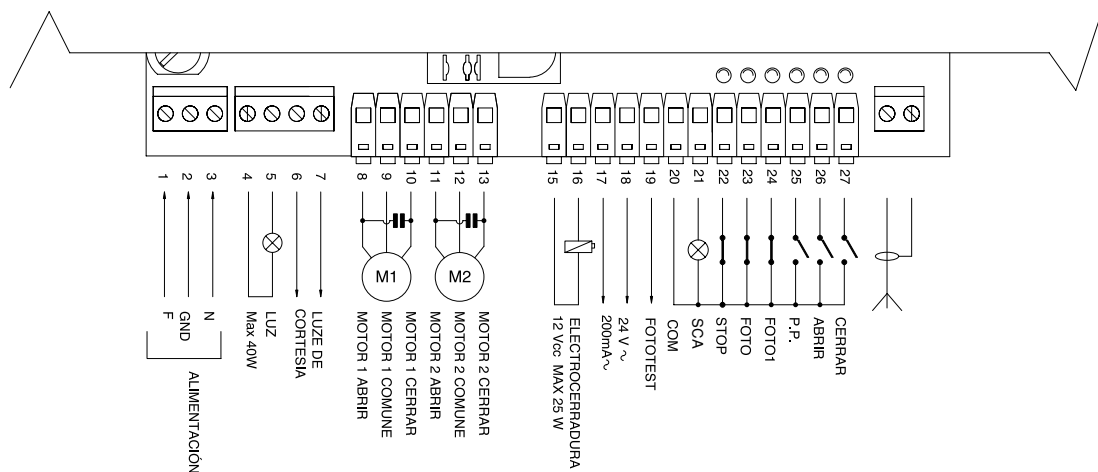 1
2
3
4
5
6
7
8
9
10
11
12
13
15
16
17
18
19
20
21
22
23
24
25
26
27
M1
M2
F
GND
N
ALIMENTACIÓN
LUZ
Max 40W
LUZE DE
CORTESIA
MOTOR 1 ABRIR
MOTOR 1 COMUNE
MOTOR 1 CERRAR
MOTOR 2 ABRIR
MOTOR 2 COMUNE
MOTOR 2 CERRAR
ELECTROCERRADURA
12 Vcc MAX 25 W
24 V ~
200mA ~
FOTOTEST
COM
SCA
STOP
FOTO
FOTO1
P.P.
ABRIR
CERRAR